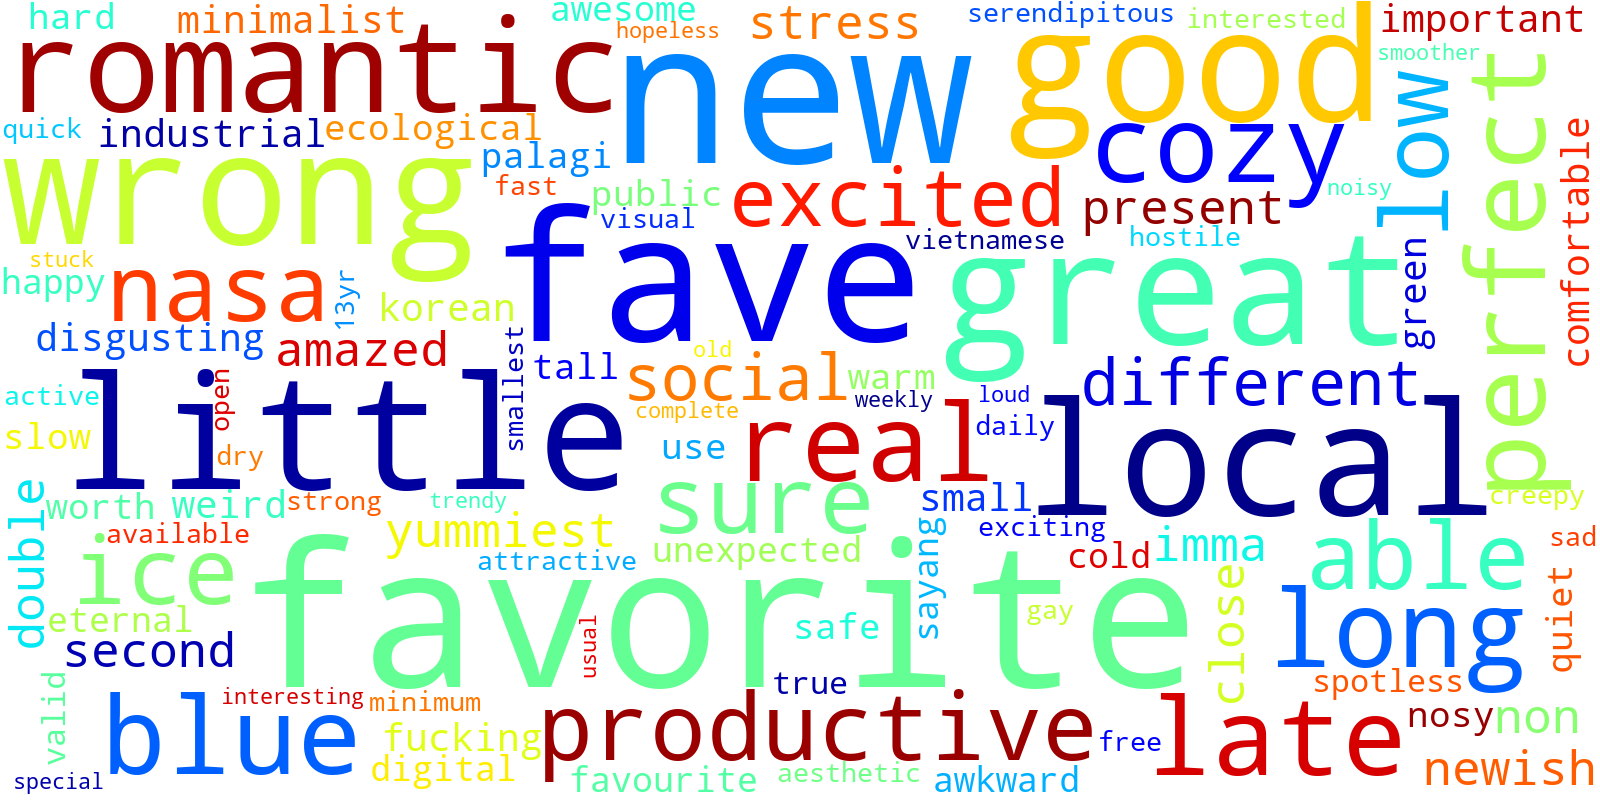 hard
minimalist
awesome
hopeless
stress
serendipitous
interested
important
romantic
new
good
smoother
quick
industrial
ecological
palagi
cozy
low
perfect
comfortable
wrong
fast
public
visual
excited
present
noisy
vietnamese
hostile
stuck
happy
nasa
13yr
korean
fave
great
green
disgusting
amazed
smallest
tall
old
social
warm
different
active
open
little
complete
weekly
loud
slow
dry
use
real
daily
local
double
worth
weird
strong
trendy
sure
small
creepy
available
yummiest
unexpected
sayang
exciting
cold
imma
able
sad
ice
attractive
favorite
eternal
second
usual
safe
gay
close
long
quiet
valid
interesting
minimum
true
spotless
blue
fucking
productive
free
late
nosy
non
special
digital
favourite
aesthetic
awkward
newish